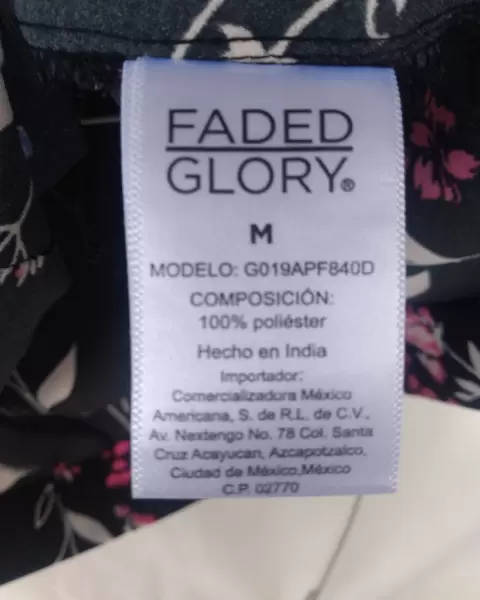 FADED
GLORY®
M
MODELO: G019APF840D
COMPOSICIÓN:
100% poliéster
Hecho en India
Importador:
Comercializadora México
Americana, S. de R.L. de C.V.,
Av. Nextengo No. 78 Col. Santa
Cruz Acayucan, Azcapotzalco,
Ciudad de México,México
C.P. 02770